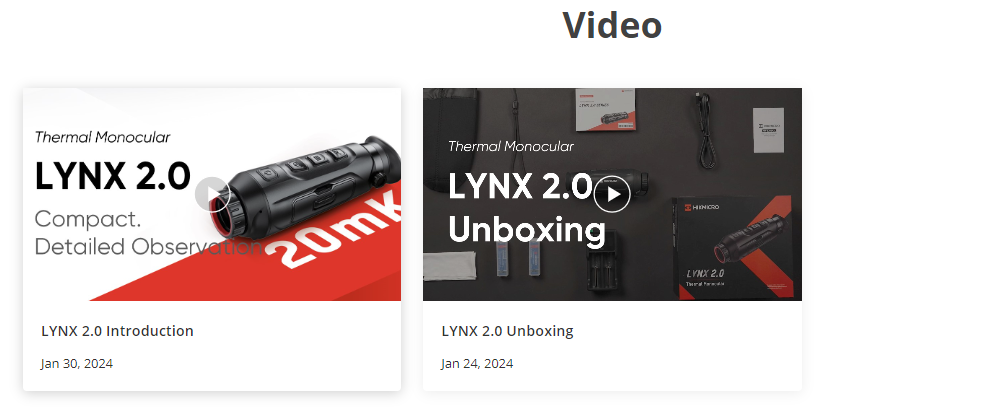 Video
Thermal Monocular
LYNX 2.0
Compact.
Detailed Observation
20mK
Thermal Monocular
LYNX 2.0
Unboxing
HIKMICRO
LYNX 2.0
Thermal Monocular
LYNX 2.0 Introduction
Jan 30, 2024
LYNX 2.0 Unboxing
Jan 24, 2024